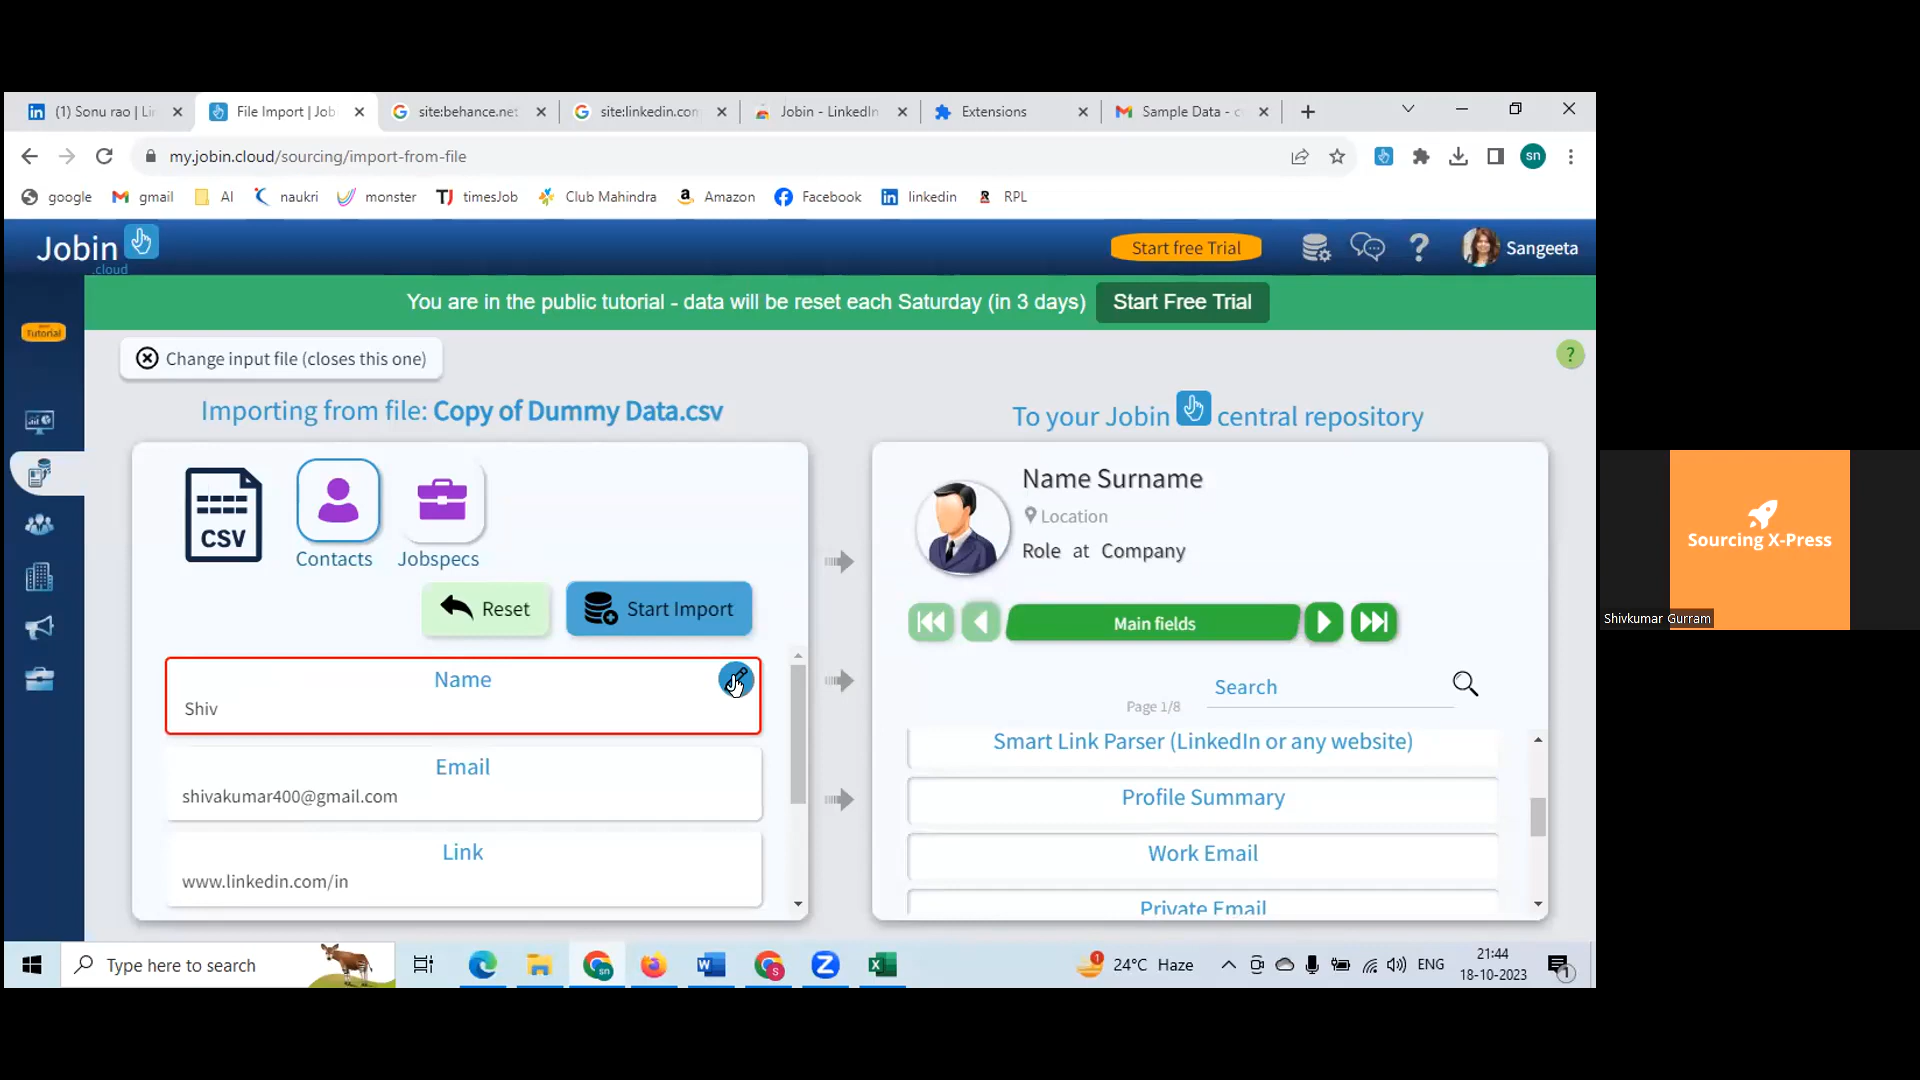 (1) Sonu rao | Li
File Import | Job
site:behance.net
site:linkedin.con
Jobin - LinkedIn
Extensions
Sample Data - c
my.jobin.cloud/sourcing/import-from-file
sn
google
gmail
AI
naukri
monster
TJ timesJob
Club Mahindra
Amazon
Facebook
linkedin
RPL
Jobin
.cloud
Start free Trial
?
Sangeeta
Tutorial
You are in the public tutorial - data will be reset each Saturday (in 3 days)
Start Free Trial
Change input file (closes this one)
?
Importing from file: Copy of Dummy Data.csv
To your Jobin central repository
CSV
Contacts
Jobspecs
Reset
Start Import
Name
Shiv
Email
shivakumar400@gmail.com
Link
www.linkedin.com/in
Name Surname
Location
Role at Company
Main fields
Search
Page 1/8
Smart Link Parser (LinkedIn or any website)
Profile Summary
Work Email
Private Email
Sourcing X-Press
Shivkumar Gurram
Type here to search
24°C Haze
ENG
21:44
18-10-2023
1